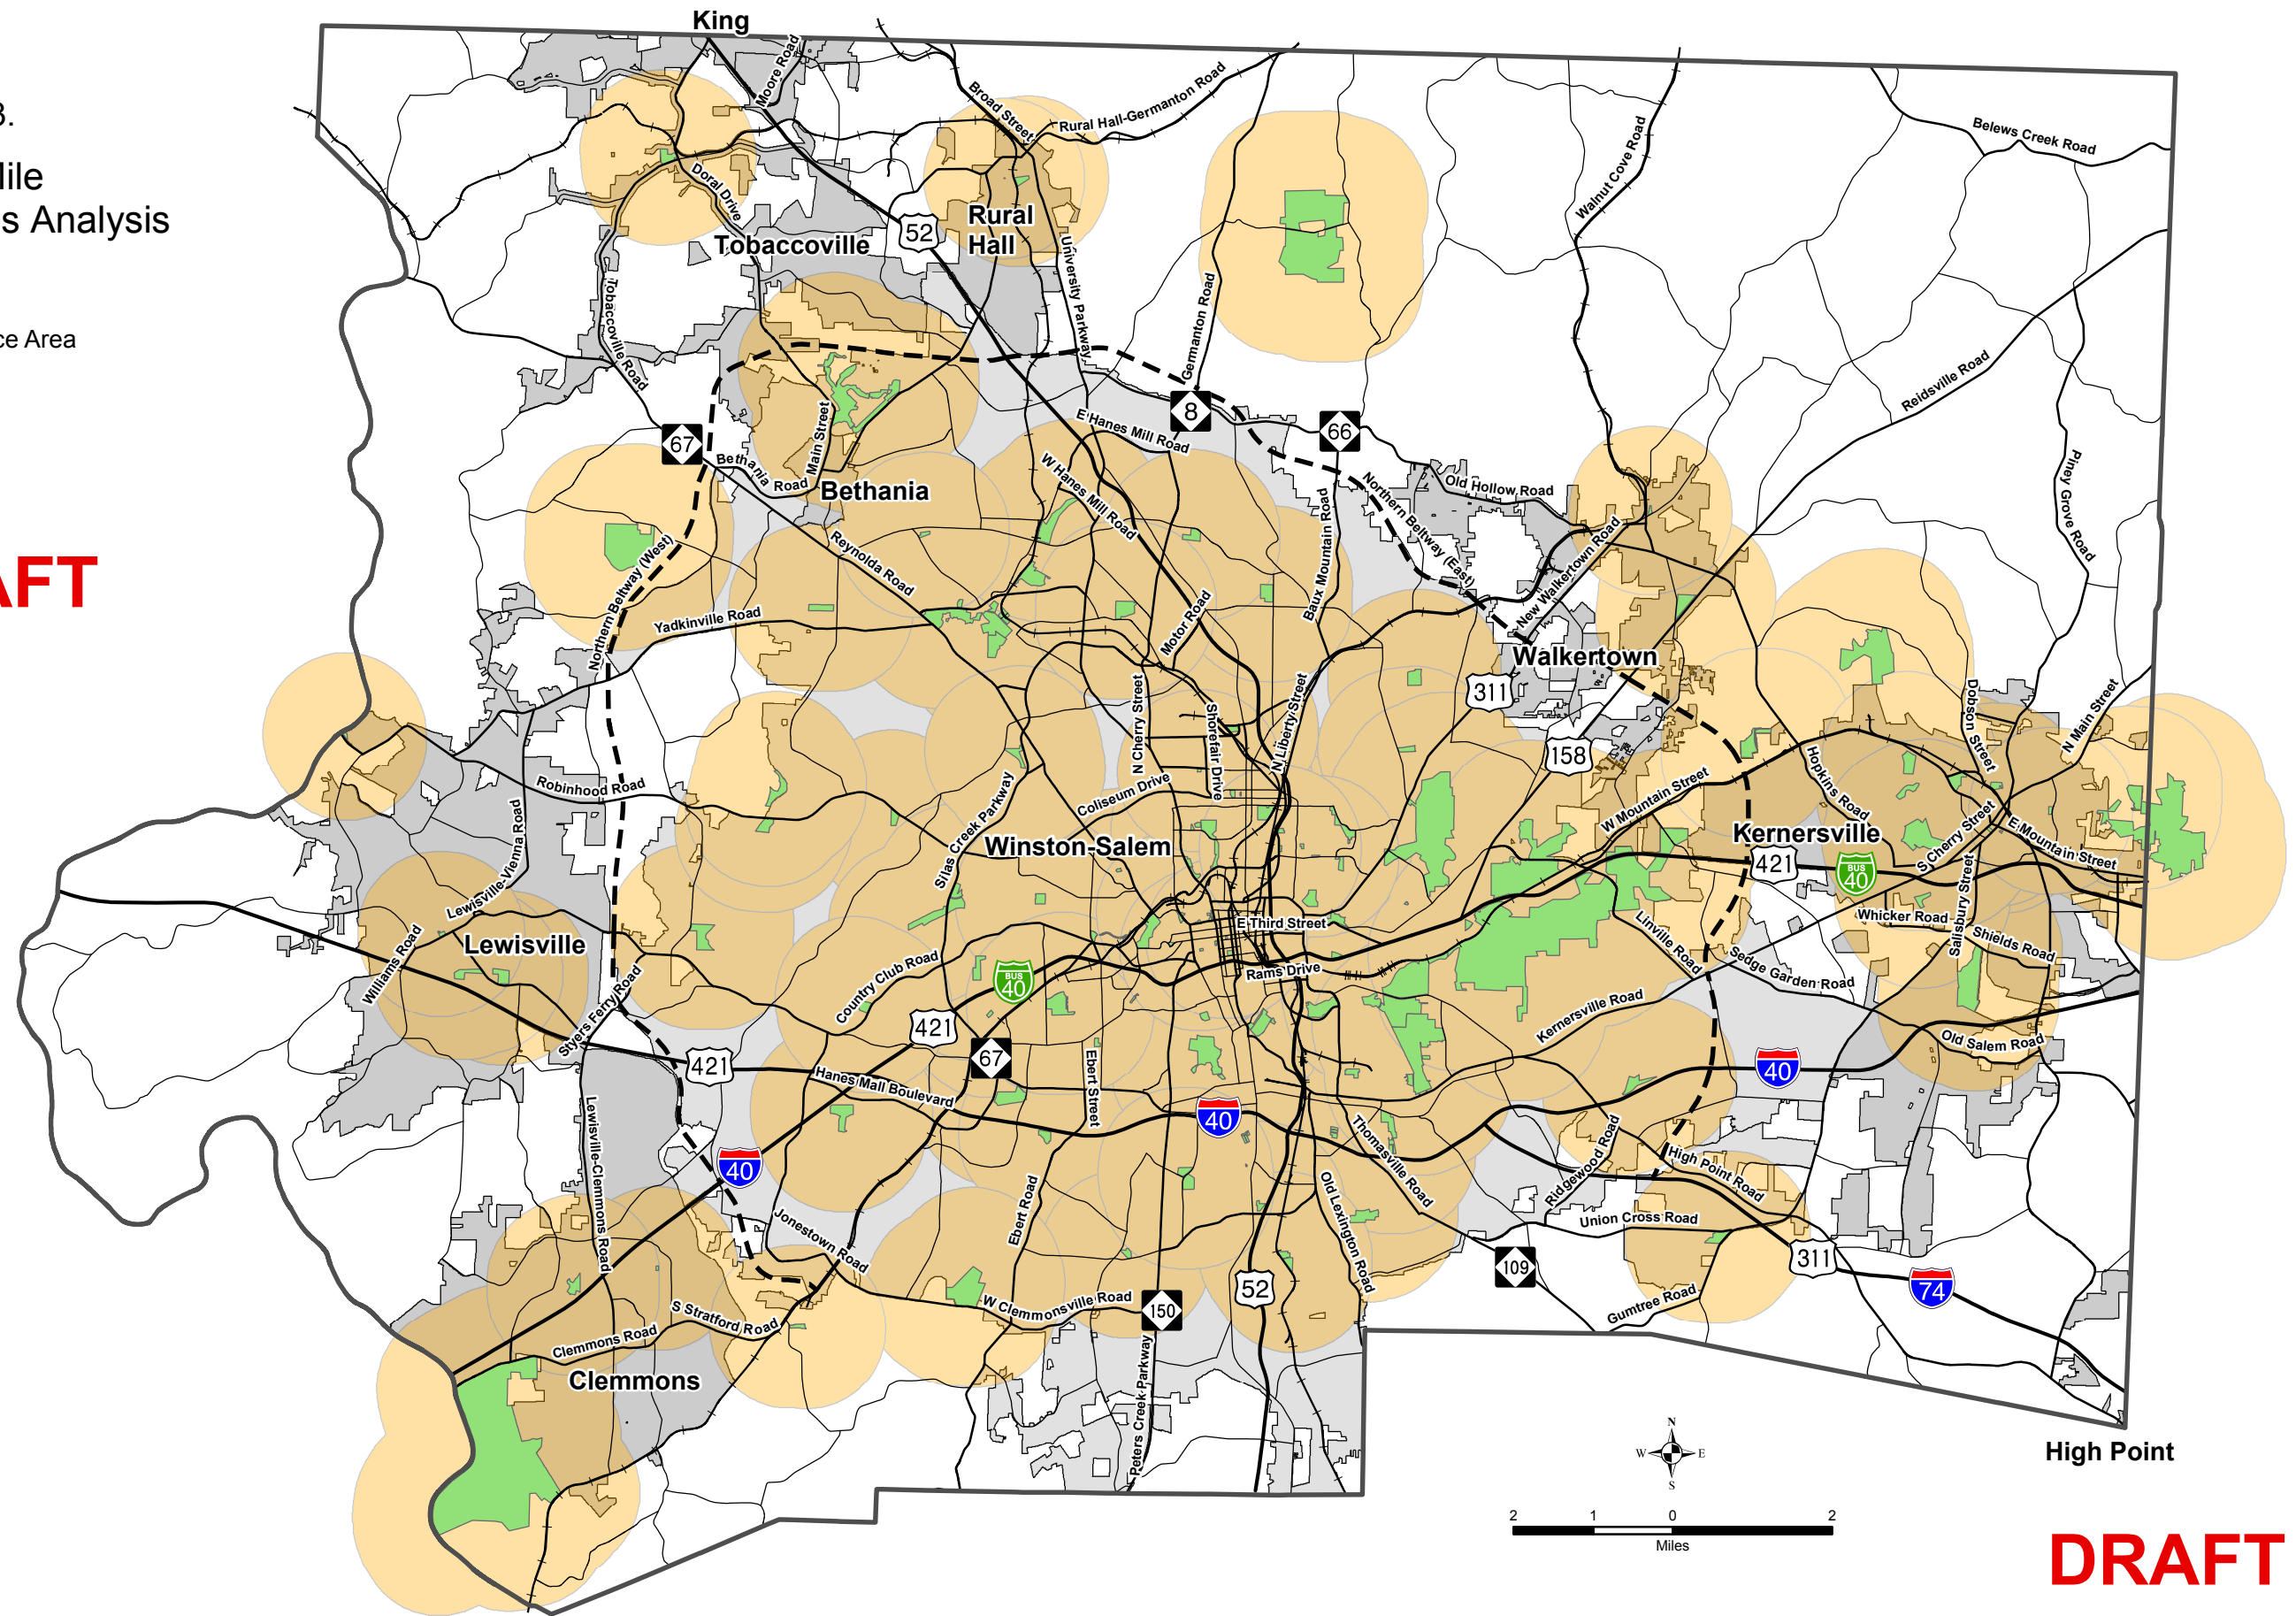 King
Moore Road
Broad Street
Rural Hall-Germanton Road
Belews Creek Road
3.
Mile
s Analysis
Walnut Cove Road
Doral Drive
52
Rural
Hall
Tobaccoville
University Parkway
Germanton Road
Tobaccoville Road
ce Area
Reidsville Road
8
66
67
E Hanes Mill Road
Main Street
Bethania
Road
Bethania
W Hanes Mill Road
Old Hollow Road
Piney Grove Road
Northern Beltway (East)
Baux Mountain Road
Reynolda Road
New Walkertown Road
AFT
Northern Beltway (West)
Yadkinville Road
Motor Road
Walkertown
311
158
N Cherry Street
Shorefair Drive
N Liberty Street
Dobson Street
N Main Street
Robinhood Road
Coliseum Drive
W Mountain Street
Hopkins Road
Lewisville-Vienna Road
Silas Creek Parkway
Winston-Salem
Kernersville
421
BUS
40
S Cherry Street
E Mountain Street
Lewisville
Williams Road
E Third Street
Whicker Road
Salisbury Street
Shields Road
Linville Road
Country Club Road
BUS
40
Rams Drive
Sedge Garden Road
Styers Ferry Road
Kernersville Road
421
67
Old Salem Road
421
Hanes Mall Boulevard
Ebert Street
40
40
40
Lewisville-Clemmons Road
Thomasville Road
Ridgewood Road
High Point Road
Jonestown Road
Ebert Road
Old Lexington Road
Union Cross Road
109
311
74
52
150
W Clemmonsville Road
S Stratford Road
Clemmons Road
Gumtree Road
Clemmons
Peters Creek Parkway
N
W
E
S
High Point
2
1
0
2
Miles
DRAFT